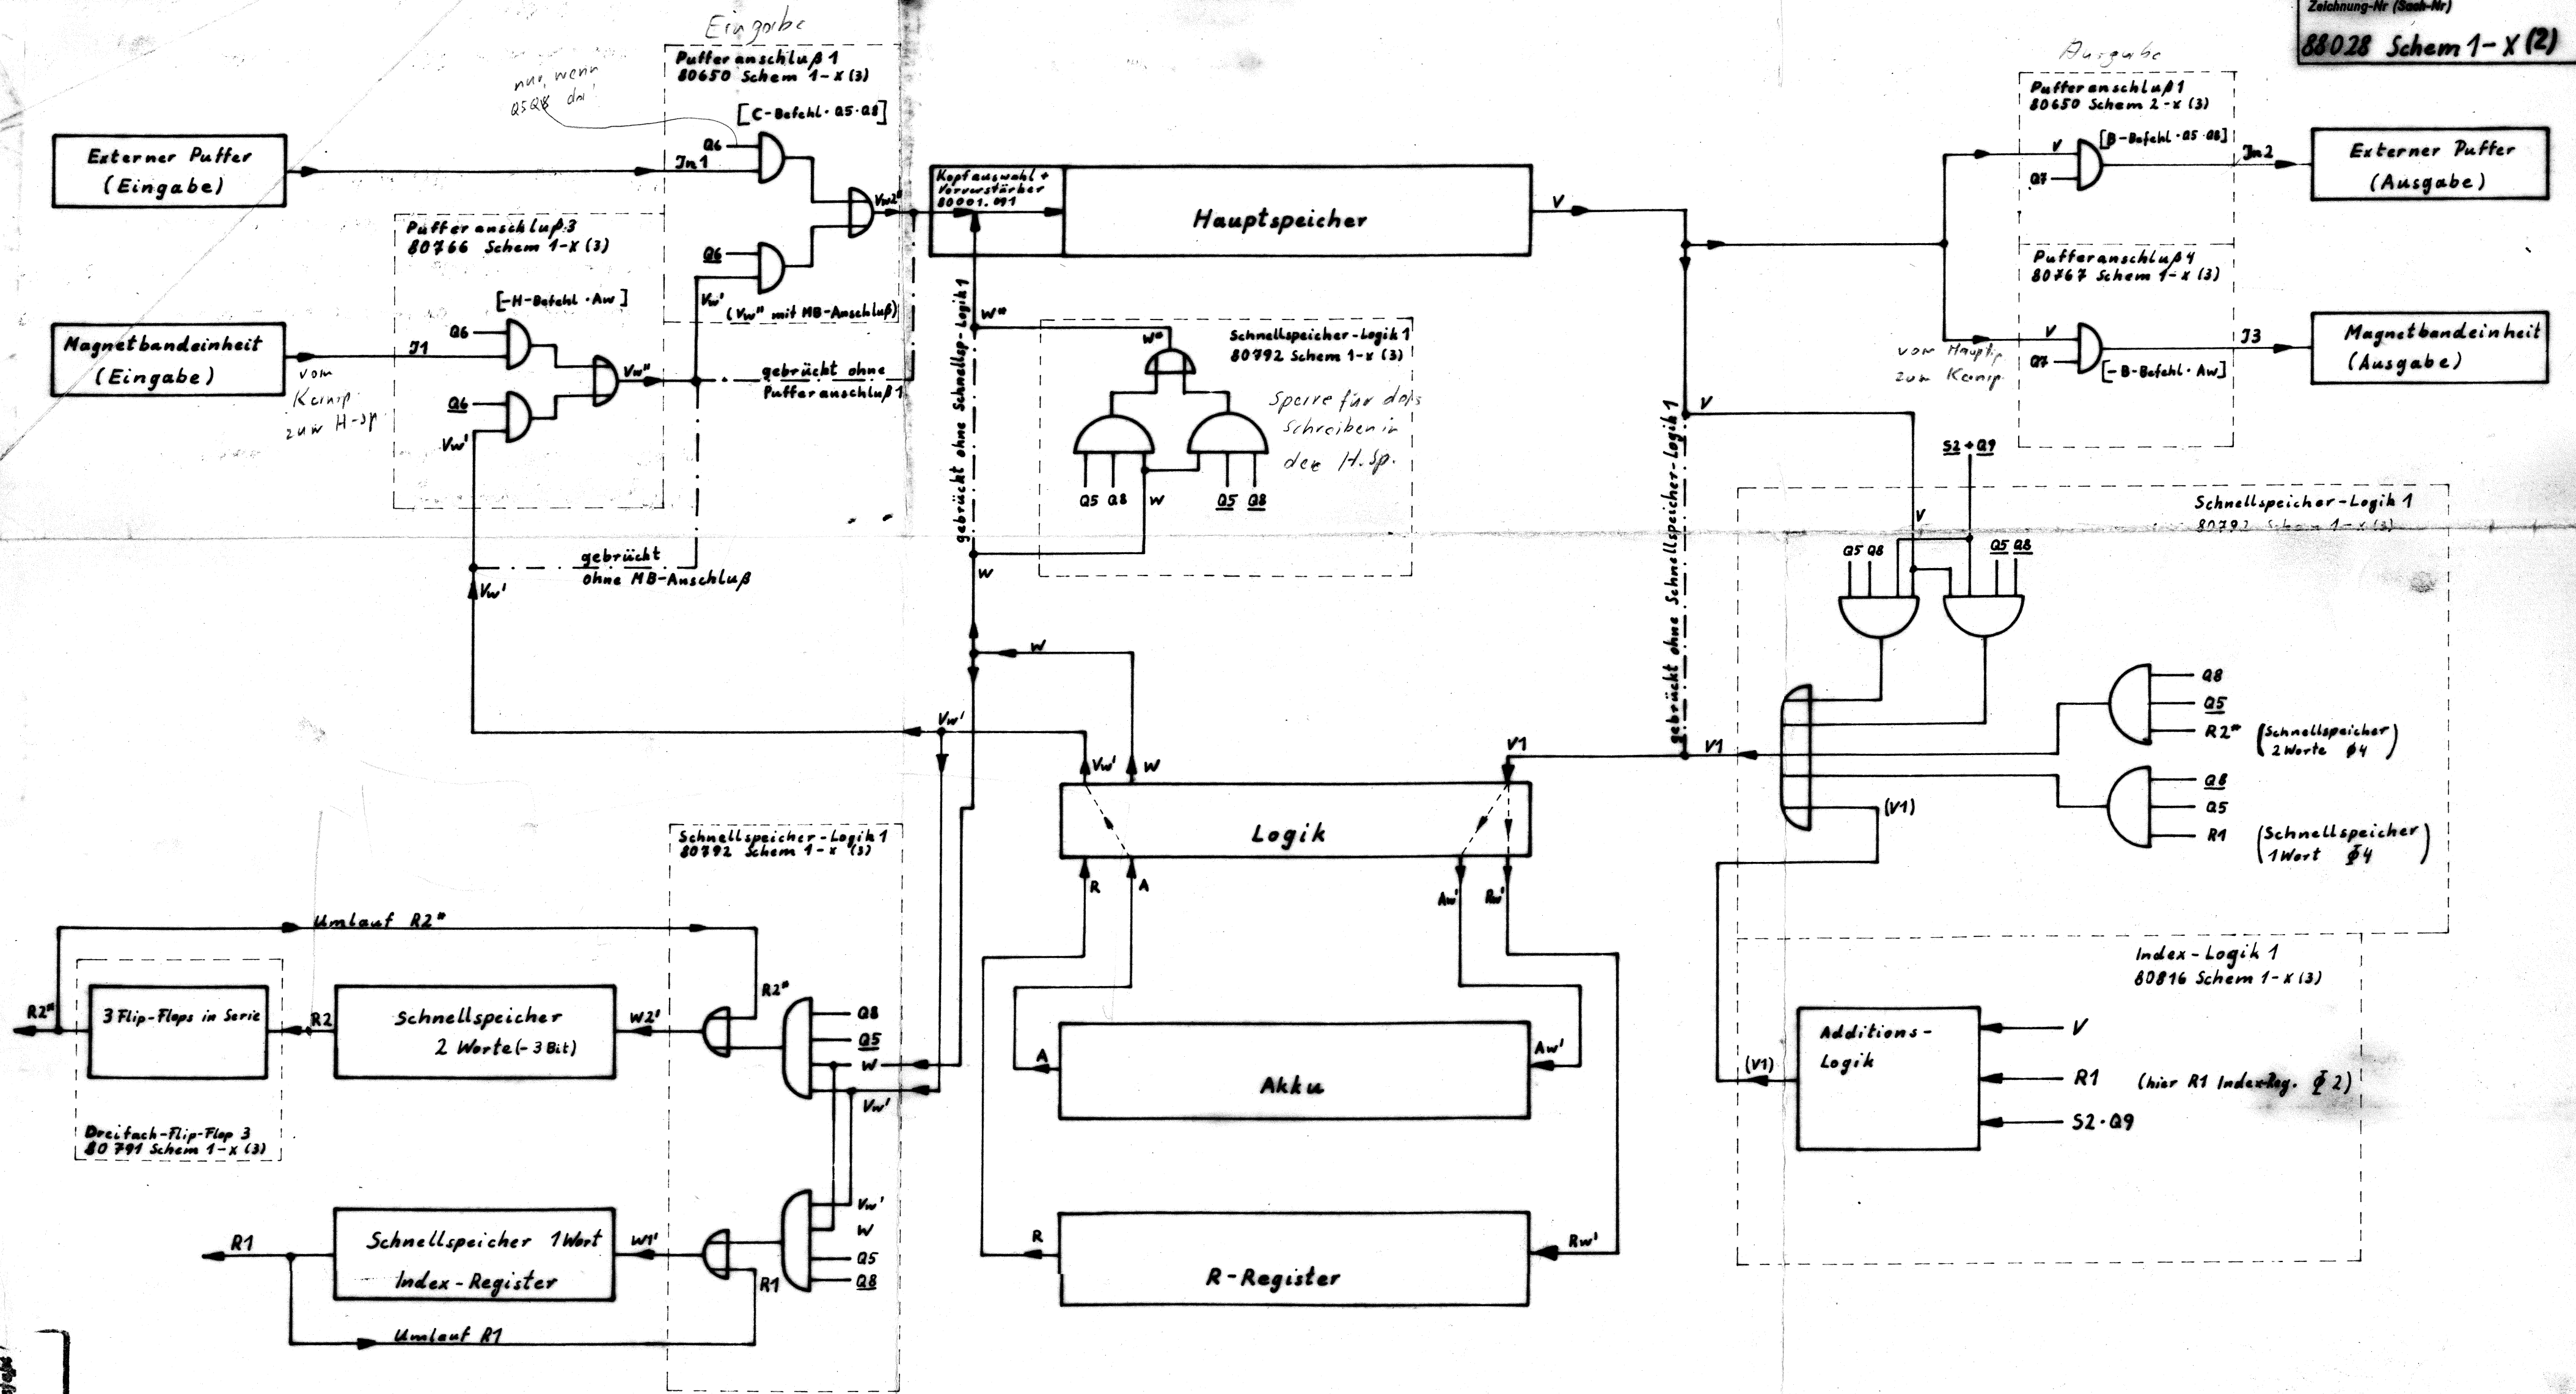 Zeichnung-Nr (Sach-Nr)
88028 Schem 1-X (2)
Eingabe
Pufferanschluß 1
80650 Schem 1-X (3)
nur wenn
Q5Q8 da!
[C-Befehl · Q5 · Q8]
Q6
Jn1
Externer Puffer
(Eingabe)
Vw2"
Q6
Vw'
(Vw" mit MB-Anschluß)
Pufferanschluß 3
80766 Schem 1-X (3)
[-H-Befehl · Aw]
Q6
J1
Magnetbandeinheit
(Eingabe)
vom
zum H-Sp
Q6
Vw'
Vw"
gebrückt ohne
Pufferanschluß 1
gebrückt
ohne MB-Anschluß
Vw'
Kopfauswahl +
Vorverstärker
80001.091
Hauptspeicher
V
gebrückt ohne Schnellsp.-Logik 1
W"
W"
Schnellspeicher-Logik 1
80792 Schem 1-X (3)
Sperre für das
Schreiben in
den H.Sp.
Q5 Q8
W
Q5 Q8
W
W
Vw'
Vw'
W
Ausgabe
Pufferanschluß 1
80650 Schem 2-X (3)
[B-Befehl · Q5 · Q8]
V
Q7
Jn2
Externer Puffer
(Ausgabe)
Pufferanschluß 4
80767 Schem 1-X (3)
V
Q7
[-B-Befehl · Aw]
J3
Magnetbandeinheit
(Ausgabe)
vom Hauptsp.
zum
V
gebrückt ohne Schnellspeicher-Logik 1
S2 + Q9
Schnellspeicher-Logik 1
80792 Schem 1-X (3)
V
Q5 Q8
Q5 Q8
Q8
Q5
R2" (Schnellspeicher
2 Worte Φ4)
Q8
Q5
R1 (Schnellspeicher
1 Wort Φ4)
V1
V1
(V1)
Logik
R
A
Aw'
Rw'
A
Akku
Aw'
R
R-Register
Rw'
Schnellspeicher-Logik 1
80792 Schem 1-X (3)
Umlauf R2"
R2"
3 Flip-Flops in Serie
R2
Schnellspeicher
2 Worte (-3 Bit)
W2'
R2"
Q8
Q5
W
Vw'
Dreifach-Flip-Flop 3
80791 Schem 1-X (3)
R1
Schnellspeicher 1 Wort
Index-Register
W1'
R1
Vw'
W
Q5
Q8
Umlauf R1
Index-Logik 1
80816 Schem 1-X (3)
Additions-
Logik
(V1)
V
R1 (hier R1 Index-Reg. Φ 2)
S2 · Q9